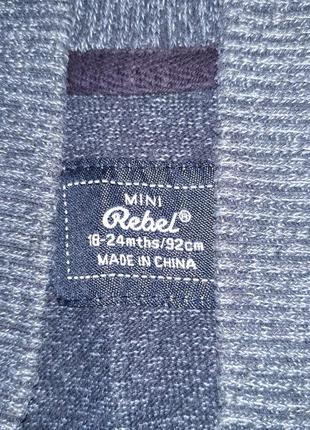 MINI
Rebel®
18-24mths/92cm
MADE IN CHINA